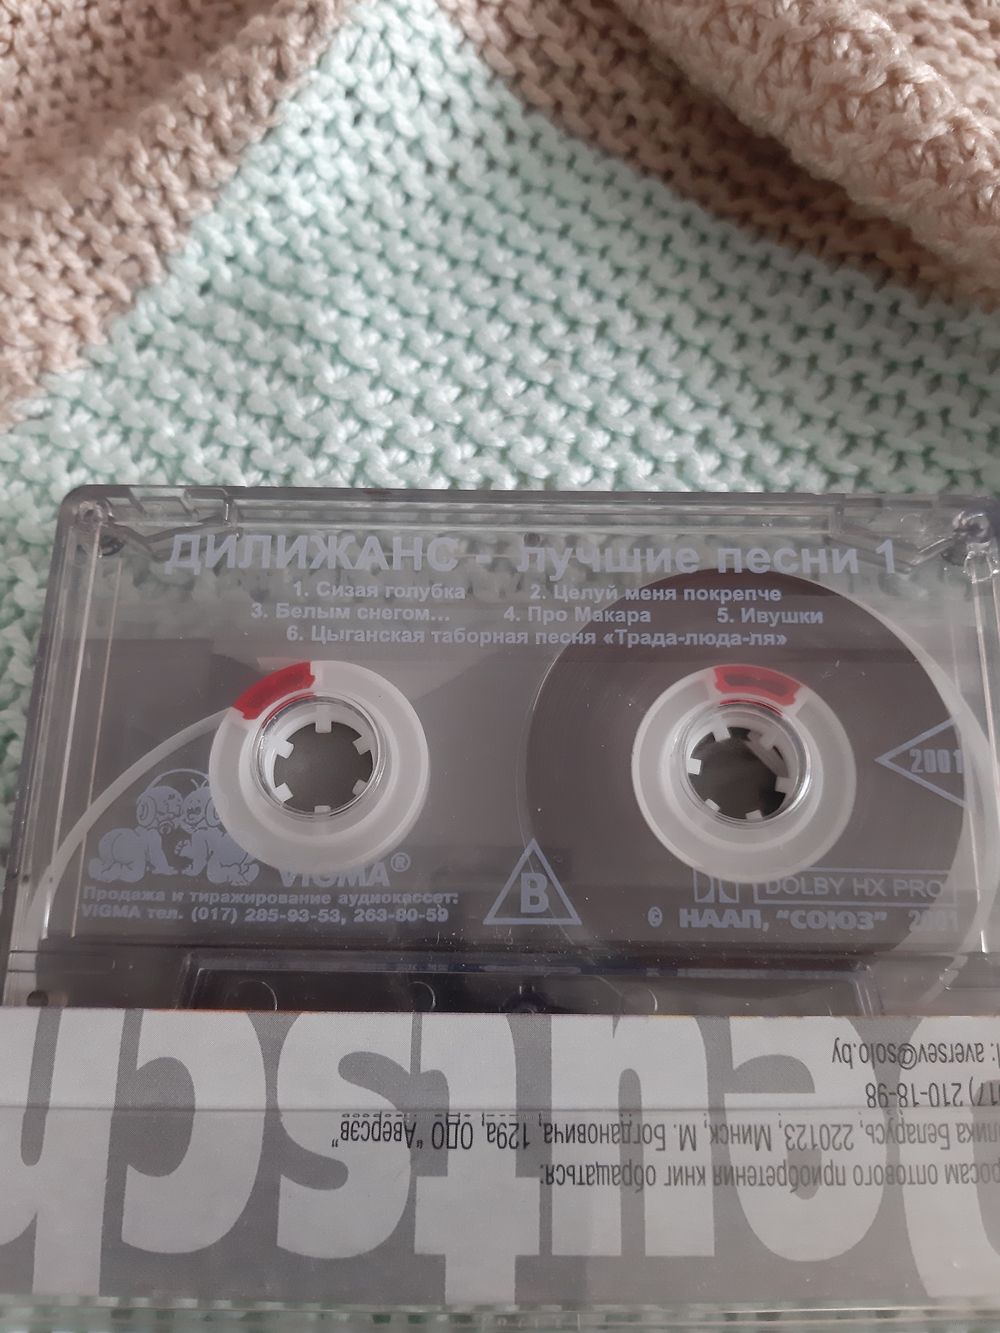 ДИЛИЖАНС - лучшие песни 1
1. Сизая голубка 2. Целуй меня покрепче
3. Белым снегом... 4. Про Макара 5. Ивушки
6. Цыганская таборная песня «Трада-люда-ля»
2001
ViGMA®
Продажа и тиражирование аудиокассет:
ViGMA тел. (017) 285-93-53, 263-80-59
B
DOLBY HX PRO
© НААП, "СОЮЗ" 2001
росам оптового приобретения книг обращаться:
лика Беларусь, 220123, Минск, М. Богдановича, 129а, ОДО "Аверсэв"
17) 210-18-98
l: aversev@solo.by
Deutsch